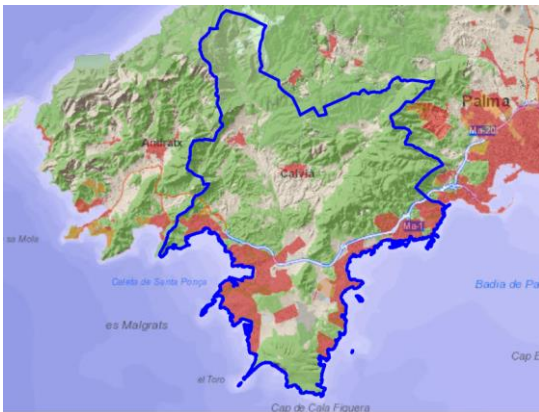 Palma
Ma-20
Andratx
Calvià
Ma-1
sa Mola
Caleta de Santa Ponça
Badia de Pa
es Malgrats
Cap E
el Toro
Cap de Cala Figuera